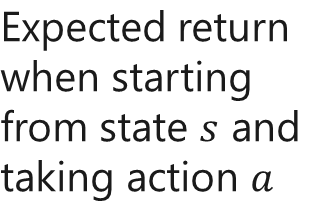 Expected return
when starting
from state s and
taking action a